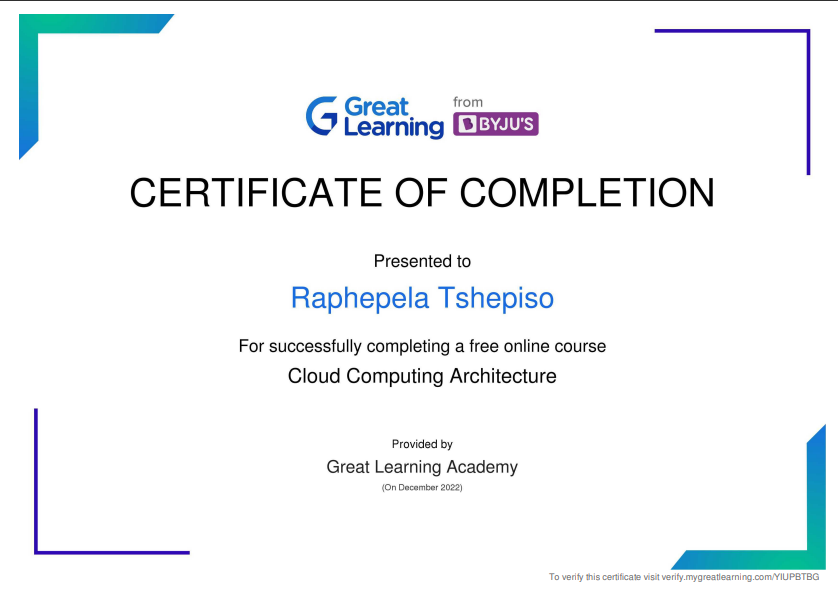 Great
Learning
from
BYJU'S
CERTIFICATE OF COMPLETION
Presented to
Raphepela Tshepiso
For successfully completing a free online course
Cloud Computing Architecture
Provided by
Great Learning Academy
(On December 2022)
To verify this certificate visit verify.mygreatlearning.com/YIUPBTBG